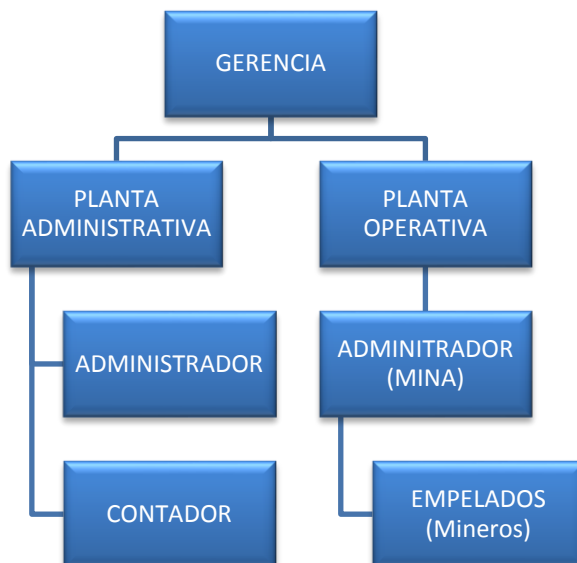 GERENCIA
PLANTA
ADMINISTRATIVA
PLANTA
OPERATIVA
ADMINISTRADOR
ADMINITRADOR
(MINA)
CONTADOR
EMPELADOS
(Mineros)